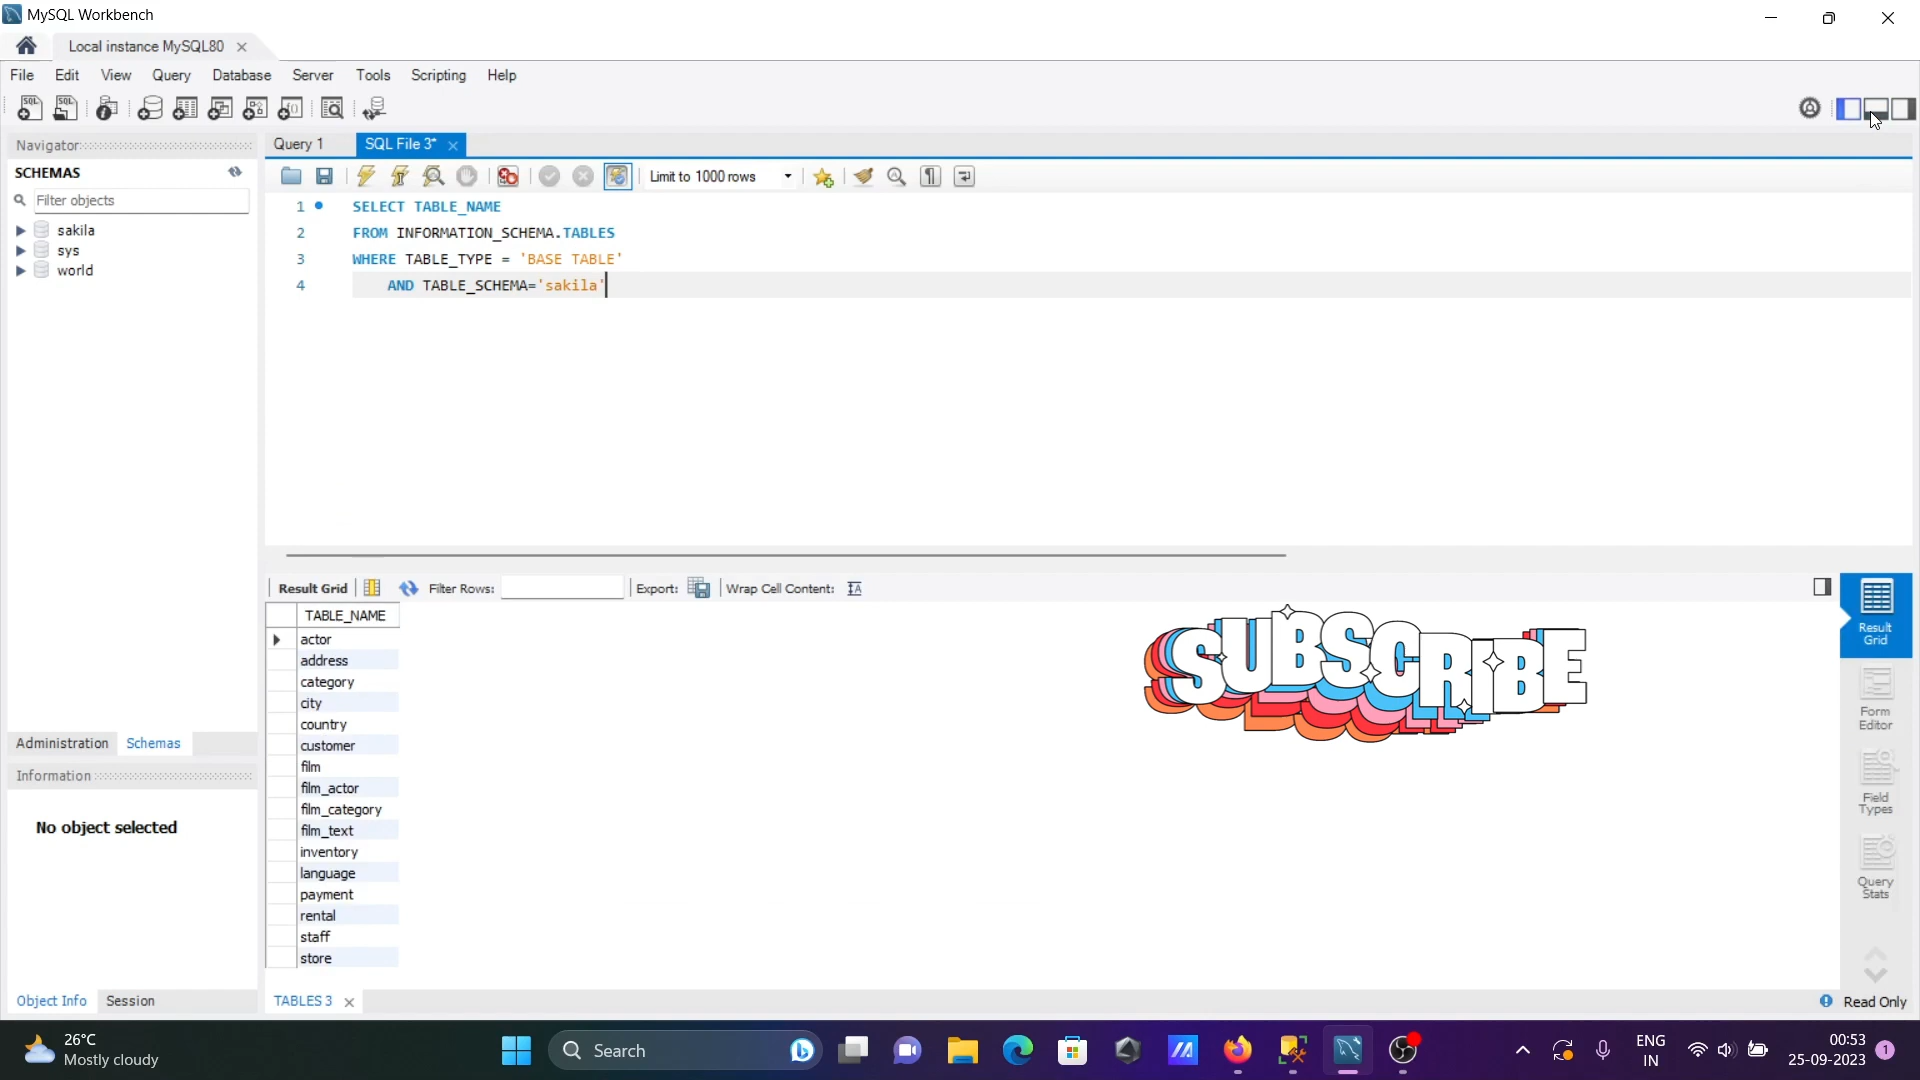 MySQL Workbench
Local instance MySQL80
File Edit View Query Database Server Tools Scripting Help
Navigator
SCHEMAS
Filter objects
sakila
sys
world
Administration Schemas
Information
No object selected
Object Info Session
Query 1 SQL File 3*
Limit to 1000 rows
1 SELECT TABLE_NAME
2 FROM INFORMATION_SCHEMA.TABLES
3 WHERE TABLE_TYPE = 'BASE TABLE'
4 AND TABLE_SCHEMA='sakila'
Result Grid Filter Rows: Export: Wrap Cell Content:
TABLE_NAME
actor
address
category
city
country
customer
film
film_actor
film_category
film_text
inventory
language
payment
rental
staff
store
SUBSCRIBE
Result
Grid
Form
Editor
Field
Types
Query
Stats
TABLES 3
Read Only
26°C
Mostly cloudy
Search
ENG
IN
00:53
25-09-2023
1